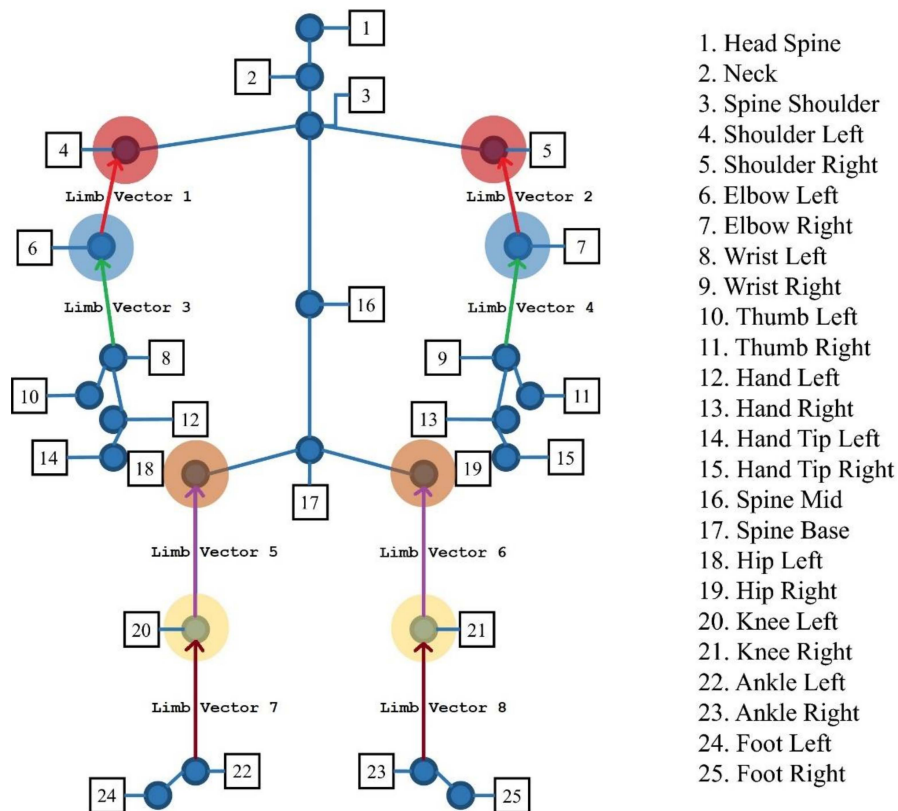 1
2
3
4
5
Limb Vector 1
Limb Vector 2
6
7
Limb Vector 3
16
Limb Vector 4
8
9
10
11
12
13
14
18
19
15
17
Limb Vector 5
Limb Vector 6
20
21
Limb Vector 7
Limb Vector 8
22
23
24
25
1. Head Spine
2. Neck
3. Spine Shoulder
4. Shoulder Left
5. Shoulder Right
6. Elbow Left
7. Elbow Right
8. Wrist Left
9. Wrist Right
10. Thumb Left
11. Thumb Right
12. Hand Left
13. Hand Right
14. Hand Tip Left
15. Hand Tip Right
16. Spine Mid
17. Spine Base
18. Hip Left
19. Hip Right
20. Knee Left
21. Knee Right
22. Ankle Left
23. Ankle Right
24. Foot Left
25. Foot Right